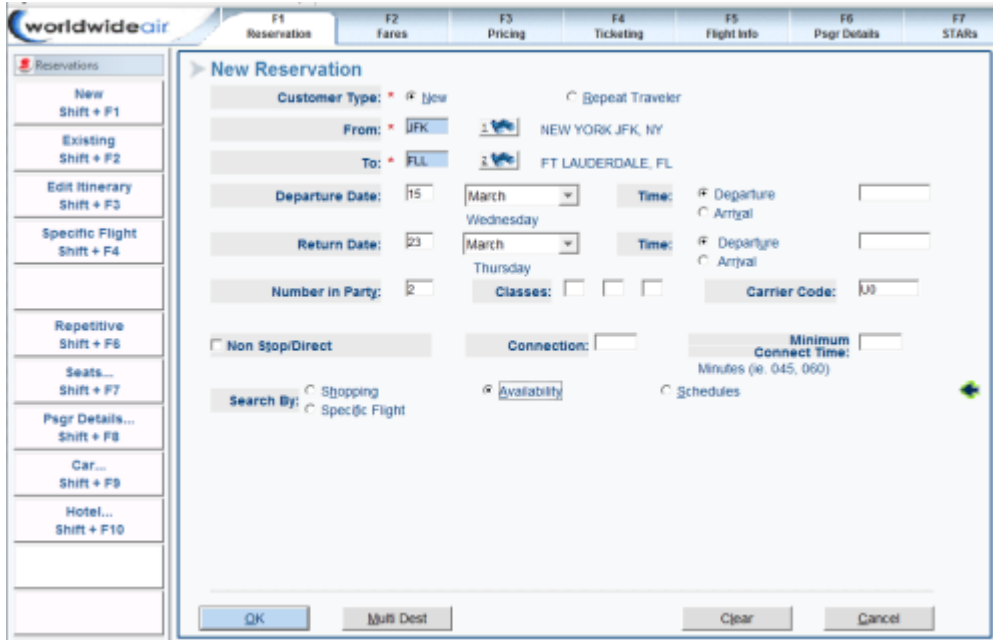 worldwideair
F1 F2 F3 F4 F5 F6 F7
Reservation Fares Pricing Ticketing Flight Info Psgr Details STARs
Reservations
New
Shift + F1
Existing
Shift + F2
Edit Itinerary
Shift + F3
Specific Flight
Shift + F4
Repetitive
Shift + F6
Seats...
Shift + F7
Psgr Details...
Shift + F8
Car...
Shift + F9
Hotel...
Shift + F10
New Reservation
Customer Type: * New Repeat Traveler
From: * JFK 1 NEW YORK JFK, NY
To: * FLL 2 FT LAUDERDALE, FL
Departure Date: 15 March Time: Departure
Arrival
Wednesday
Return Date: 23 March Time: Departure
Arrival
Thursday
Number in Party: 2 Classes: Carrier Code: U0
Non Stop/Direct Connection: Minimum
Connect Time:
Minutes (ie. 045, 060)
Search By: Shopping Availability Schedules
Specific Flight
OK Multi Dest Clear Cancel